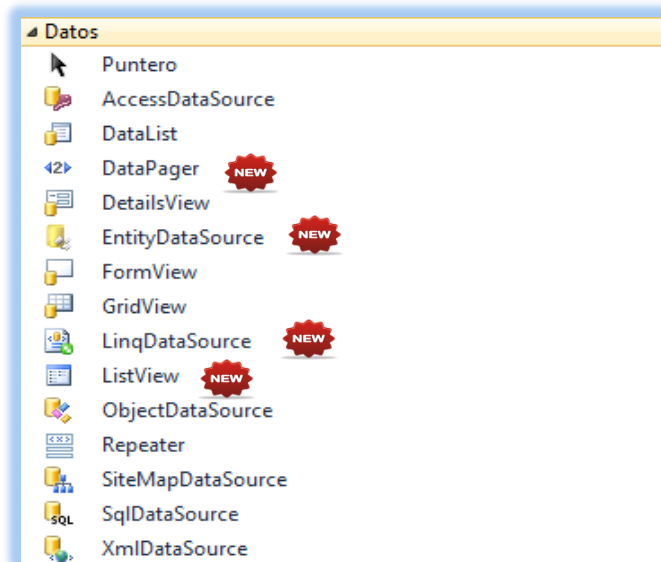 Datos
Puntero
AccessDataSource
DataList
DataPager NEW
DetailsView
EntityDataSource NEW
FormView
GridView
LinqDataSource NEW
ListView NEW
ObjectDataSource
Repeater
SiteMapDataSource
SQL SqlDataSource
XmlDataSource